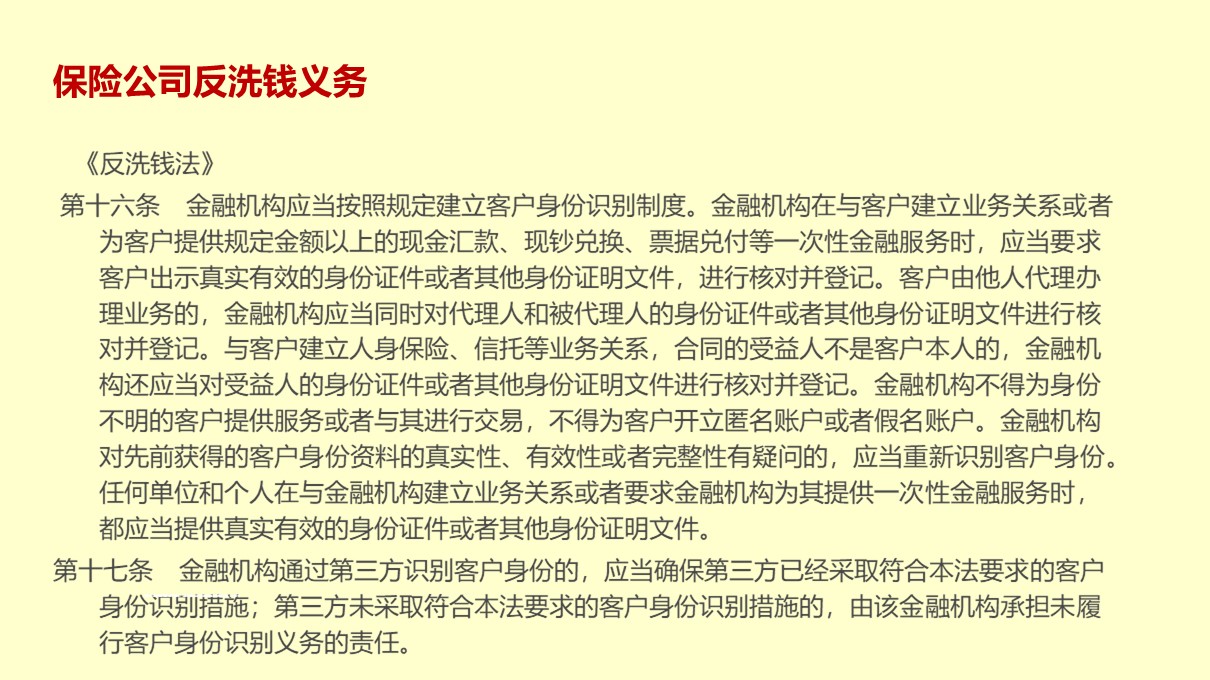 保险公司反洗钱义务
《反洗钱法》
第十六条　金融机构应当按照规定建立客户身份识别制度。金融机构在与客户建立业务关系或者
为客户提供规定金额以上的现金汇款、现钞兑换、票据兑付等一次性金融服务时，应当要求
客户出示真实有效的身份证件或者其他身份证明文件，进行核对并登记。客户由他人代理办
理业务的，金融机构应当同时对代理人和被代理人的身份证件或者其他身份证明文件进行核
对并登记。与客户建立人身保险、信托等业务关系，合同的受益人不是客户本人的，金融机
构还应当对受益人的身份证件或者其他身份证明文件进行核对并登记。金融机构不得为身份
不明的客户提供服务或者与其进行交易，不得为客户开立匿名账户或者假名账户。金融机构
对先前获得的客户身份资料的真实性、有效性或者完整性有疑问的，应当重新识别客户身份。
任何单位和个人在与金融机构建立业务关系或者要求金融机构为其提供一次性金融服务时，
都应当提供真实有效的身份证件或者其他身份证明文件。
第十七条　金融机构通过第三方识别客户身份的，应当确保第三方已经采取符合本法要求的客户
身份识别措施；第三方未采取符合本法要求的客户身份识别措施的，由该金融机构承担未履
行客户身份识别义务的责任。